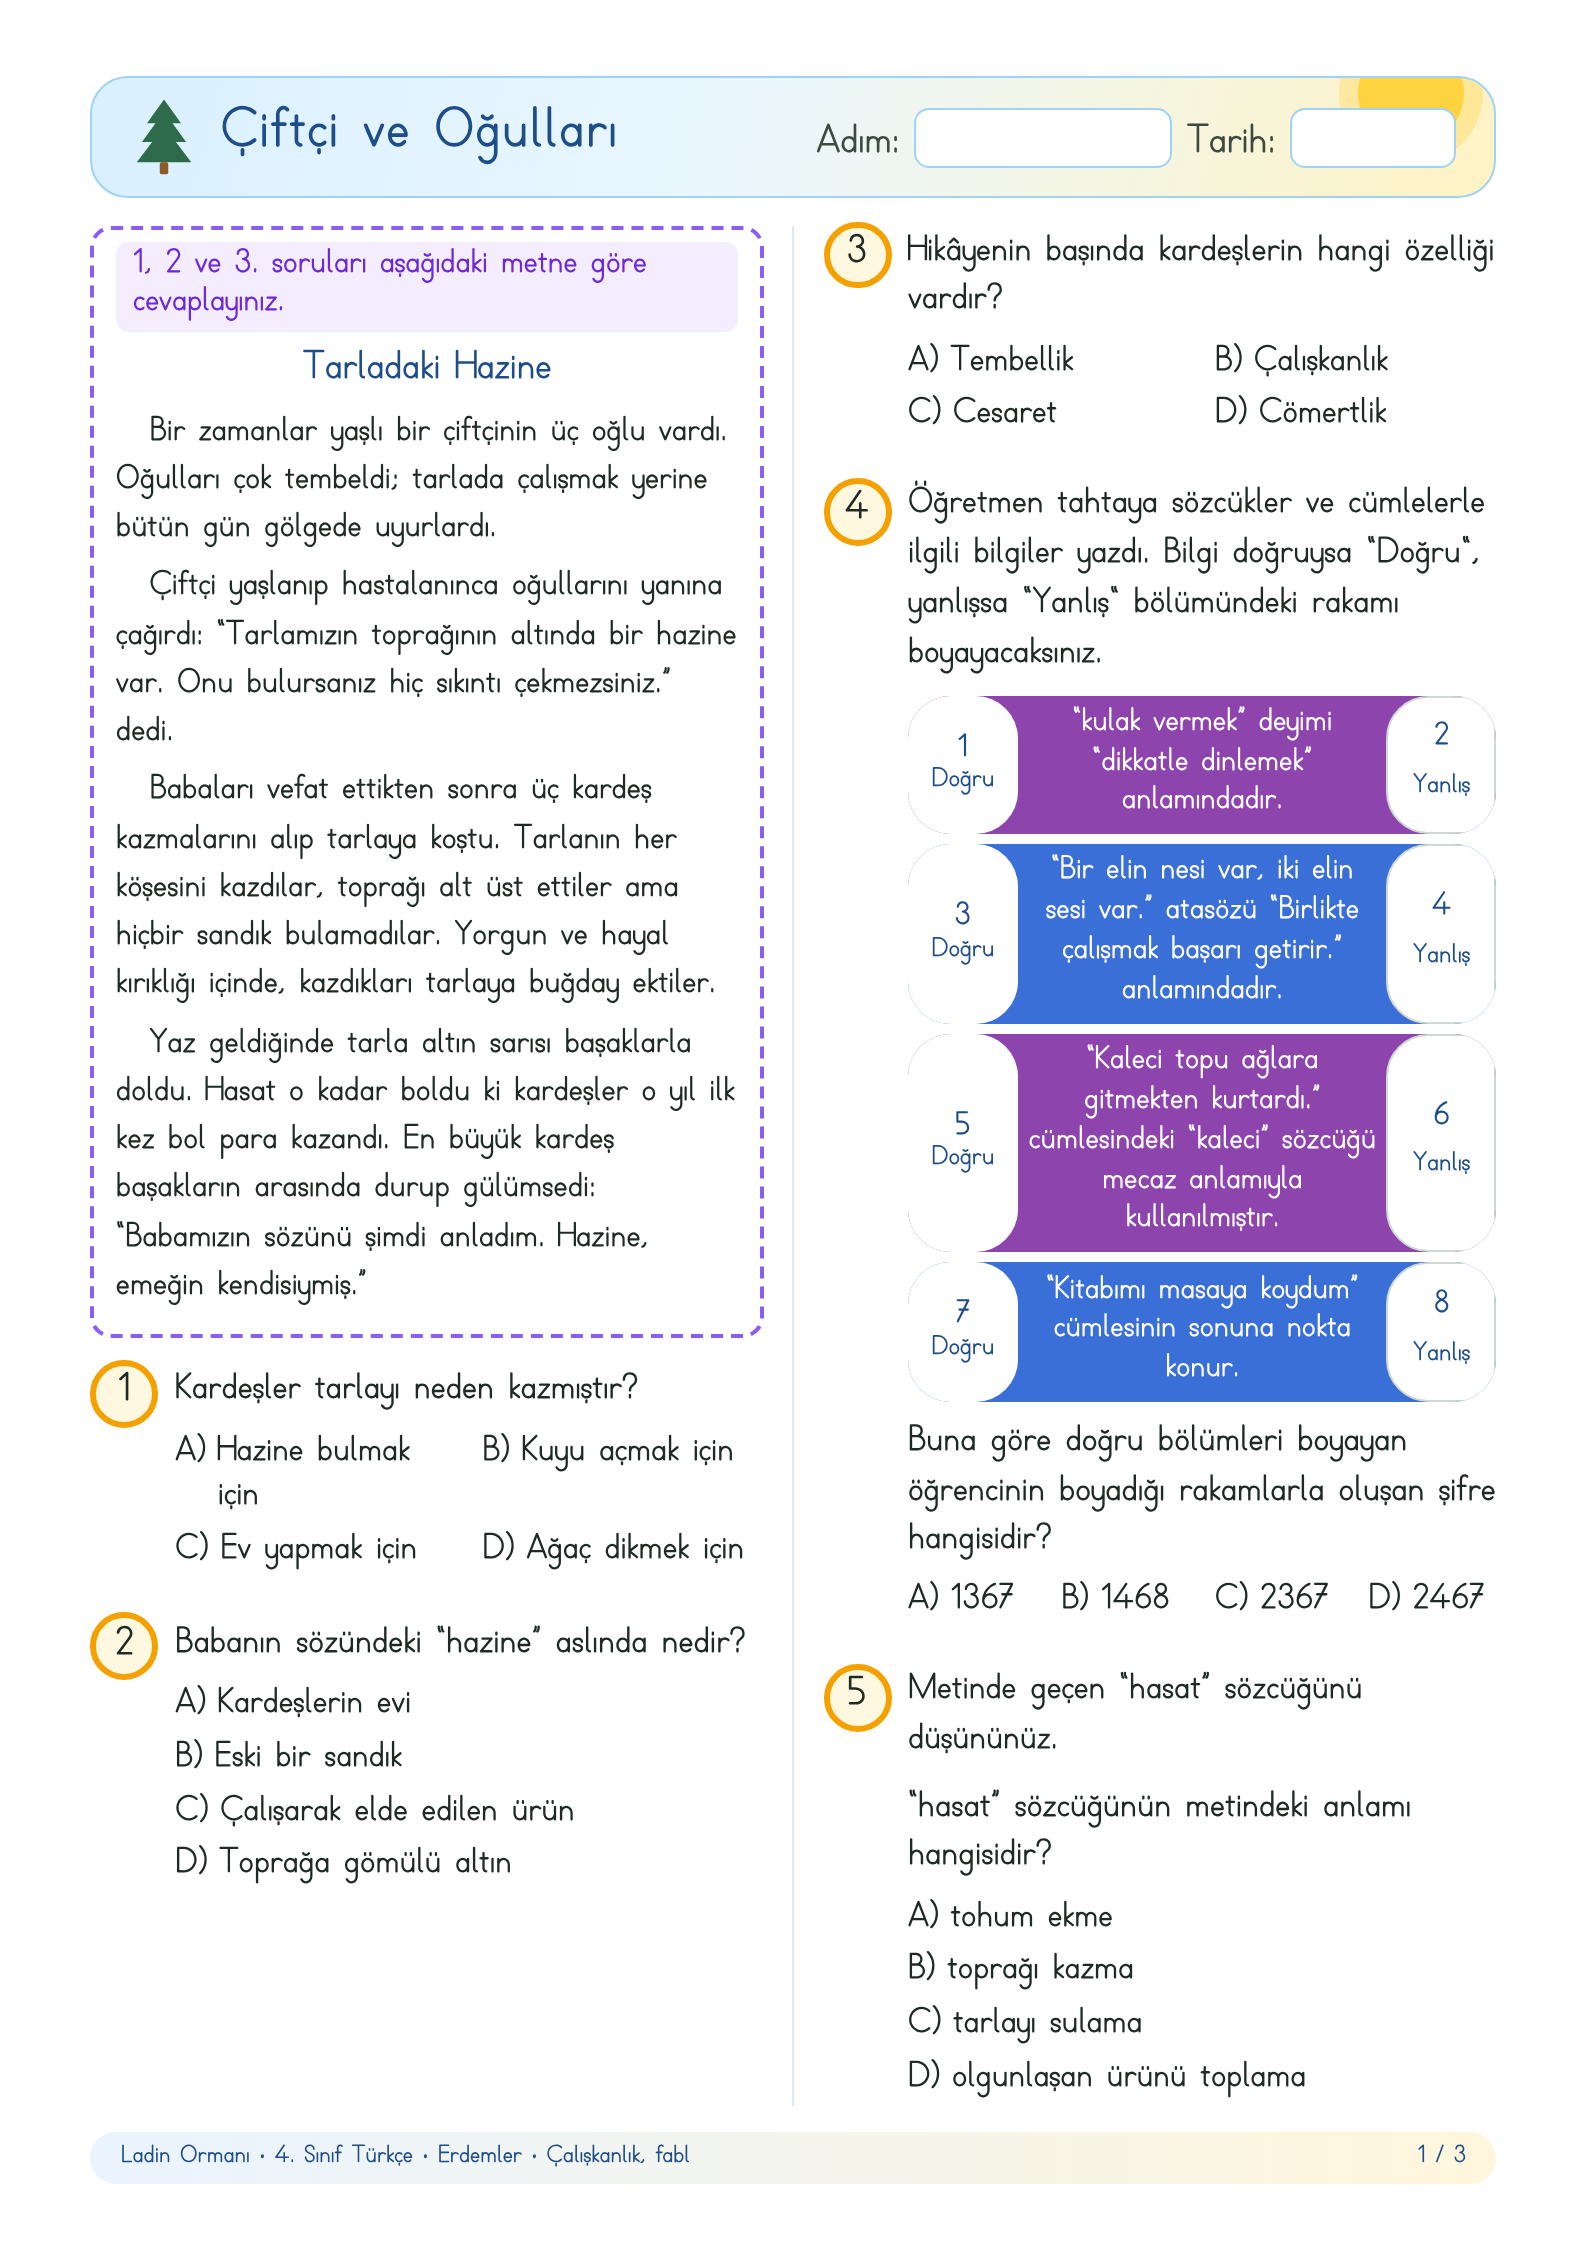 Çiftçi ve Oğulları
Adım:
Tarih:
1, 2 ve 3. soruları aşağıdaki metne göre
cevaplayınız.
Tarladaki Hazine
Bir zamanlar yaşlı bir çiftçinin üç oğlu vardı.
Oğulları çok tembeldi; tarlada çalışmak yerine
bütün gün gölgede uyurlardı.
Çiftçi yaşlanıp hastalanınca oğullarını yanına
çağırdı: “Tarlamızın toprağının altında bir hazine
var. Onu bulursanız hiç sıkıntı çekmezsiniz.”
dedi.
Babaları vefat ettikten sonra üç kardeş
kazmalarını alıp tarlaya koştu. Tarlanın her
köşesini kazdılar, toprağı alt üst ettiler ama
hiçbir sandık bulamadılar. Yorgun ve hayal
kırıklığı içinde, kazdıkları tarlaya buğday ektiler.
Yaz geldiğinde tarla altın sarısı başaklarla
doldu. Hasat o kadar boldu ki kardeşler o yıl ilk
kez bol para kazandı. En büyük kardeş
başakların arasında durup gülümsedi:
“Babamızın sözünü şimdi anladım. Hazine,
emeğin kendisiymiş.”
1
Kardeşler tarlayı neden kazmıştır?
A) Hazine bulmak
için
B) Kuyu açmak için
C) Ev yapmak için
D) Ağaç dikmek için
2
Babanın sözündeki “hazine” aslında nedir?
A) Kardeşlerin evi
B) Eski bir sandık
C) Çalışarak elde edilen ürün
D) Toprağa gömülü altın
3
Hikâyenin başında kardeşlerin hangi özelliği
vardır?
A) Tembellik
B) Çalışkanlık
C) Cesaret
D) Cömertlik
4
Öğretmen tahtaya sözcükler ve cümlelerle
ilgili bilgiler yazdı. Bilgi doğruysa “Doğru“,
yanlışsa “Yanlış“ bölümündeki rakamı
boyayacaksınız.
1
Doğru
“kulak vermek” deyimi
“dikkatle dinlemek”
anlamındadır.
2
Yanlış
3
Doğru
“Bir elin nesi var, iki elin
sesi var.” atasözü “Birlikte
çalışmak başarı getirir.”
anlamındadır.
4
Yanlış
5
Doğru
“Kaleci topu ağlara
gitmekten kurtardı.”
cümlesindeki “kaleci” sözcüğü
mecaz anlamıyla
kullanılmıştır.
6
Yanlış
7
Doğru
“Kitabımı masaya koydum”
cümlesinin sonuna nokta
konur.
8
Yanlış
Buna göre doğru bölümleri boyayan
öğrencinin boyadığı rakamlarla oluşan şifre
hangisidir?
A) 1367
B) 1468
C) 2367
D) 2467
5
Metinde geçen “hasat” sözcüğünü
düşününüz.
“hasat” sözcüğünün metindeki anlamı
hangisidir?
A) tohum ekme
B) toprağı kazma
C) tarlayı sulama
D) olgunlaşan ürünü toplama
Ladin Ormanı • 4. Sınıf Türkçe • Erdemler • Çalışkanlık, fabl
1 / 3